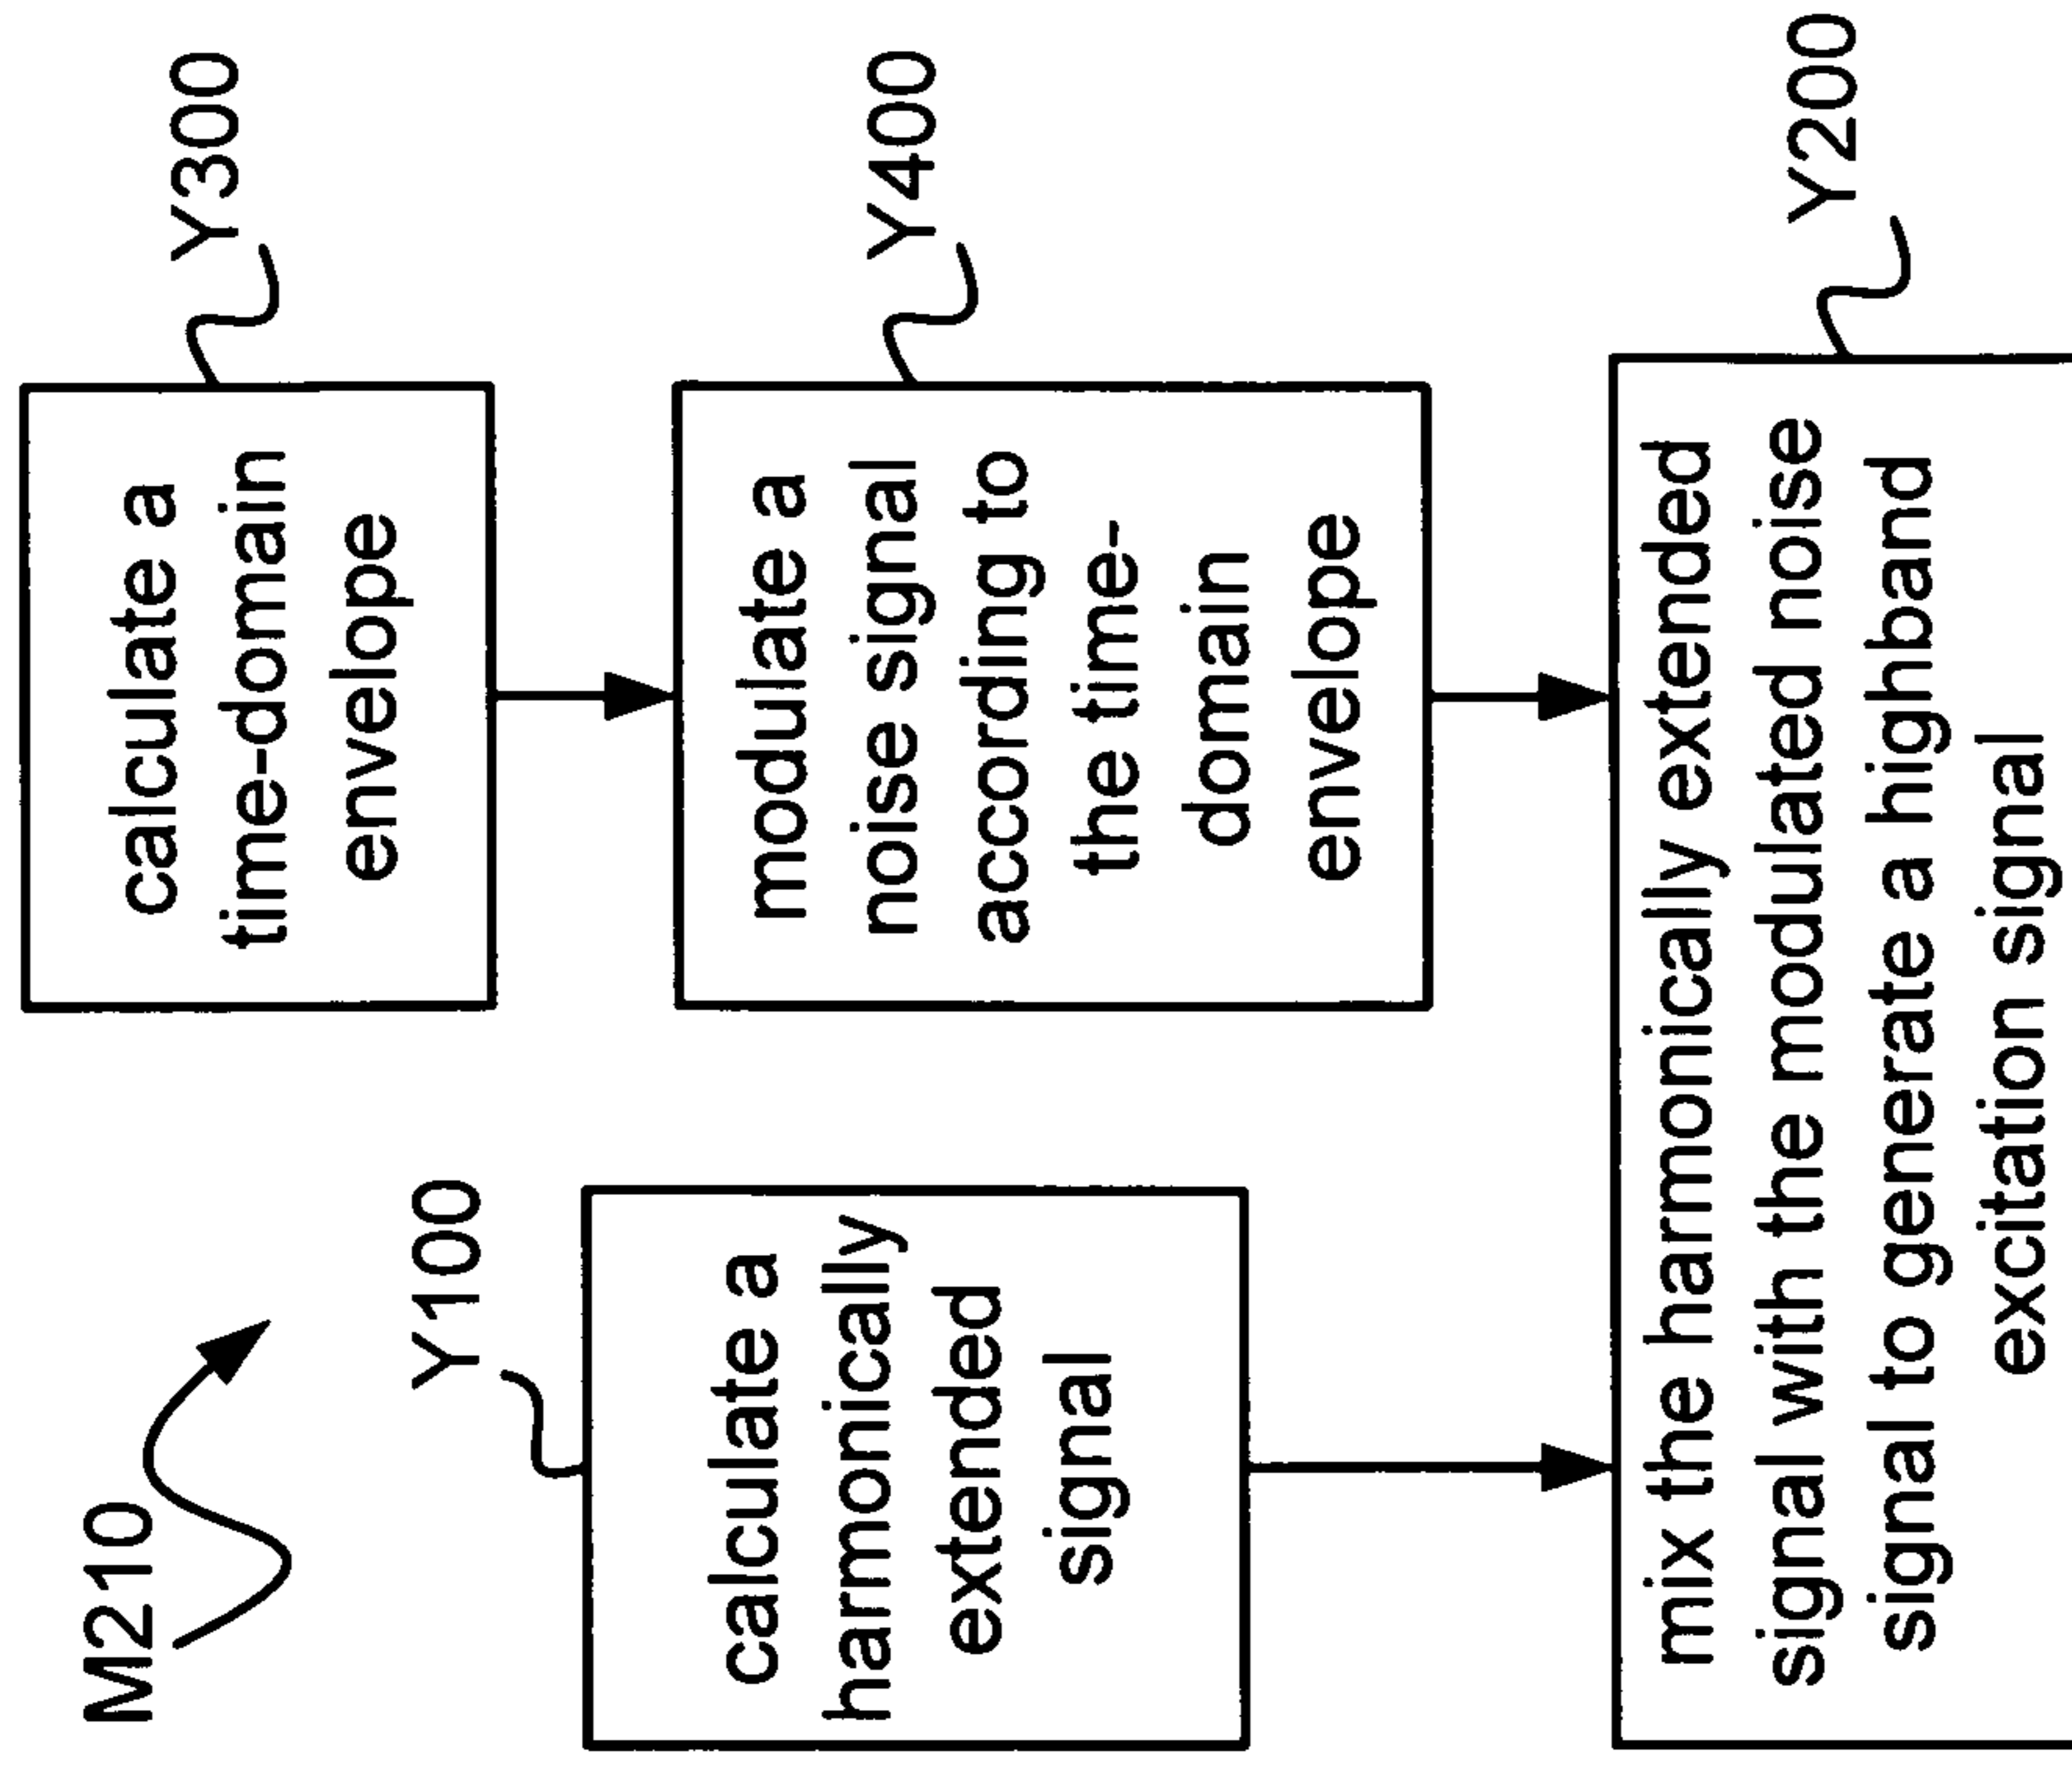 M210
Y100
calculate a
harmonically
extended
signal
Y300
calculate a
time-domain
envelope
Y400
modulate a
noise signal
according to
the time-
domain
envelope
Y200
mix the harmonically extended
signal with the modulated noise
signal to generate a highband
excitation signal